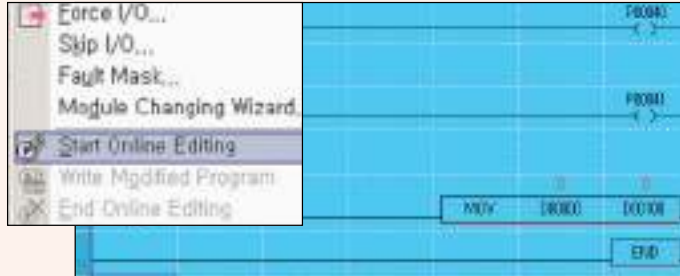 Force I/O...
Skip I/O...
Fault Mask...
Module Changing Wizard.
Start Online Editing
Write Modified Program
End Online Editing
MOV
END